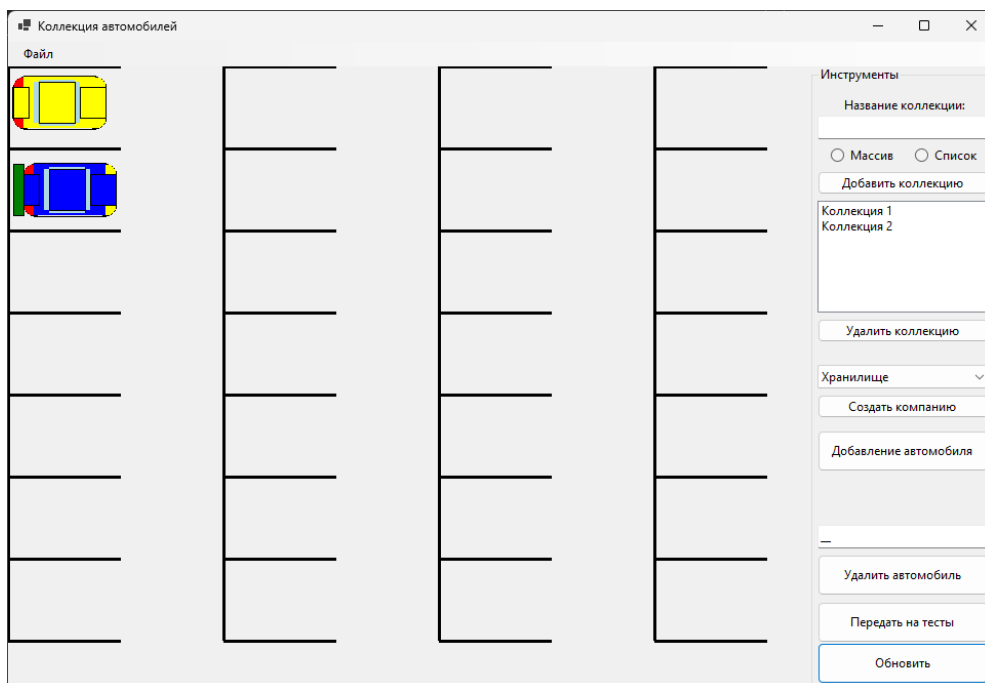 Коллекция автомобилей
Файл
Инструменты
Название коллекции:
Массив
Список
Добавить коллекцию
Коллекция 1
Коллекция 2
Удалить коллекцию
Хранилище
Создать компанию
Добавление автомобиля
Удалить автомобиль
Передать на тесты
Обновить